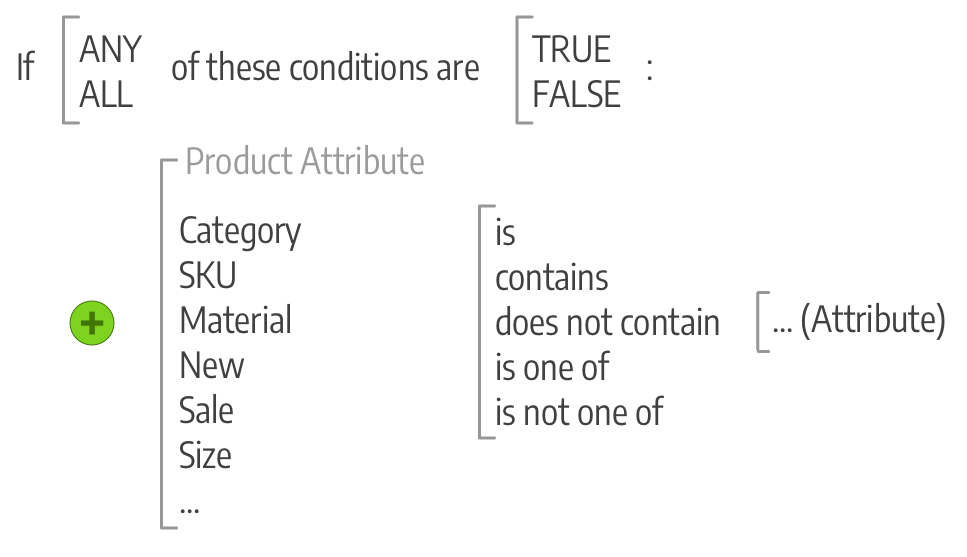 If ANY of these conditions are TRUE :
ALL FALSE
Product Attribute
Category is
SKU contains
Material does not contain ... (Attribute)
New is one of
Sale is not one of
Size
...